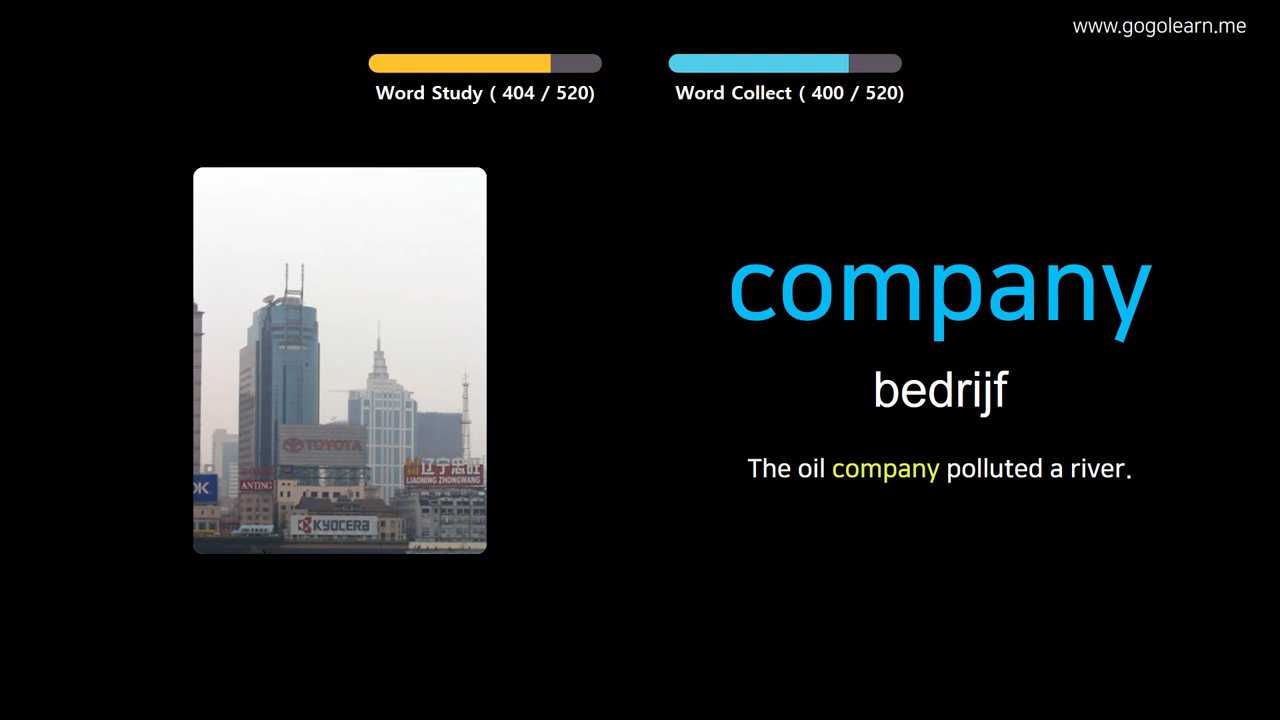 www.gogolearn.me
Word Study ( 404 / 520)
Word Collect ( 400 / 520)
company
bedrijf
The oil company polluted a river.
TOYOTA
辽宁忠旺
LIAONING ZHONGWANG
OK
ANTING
KYOCERA